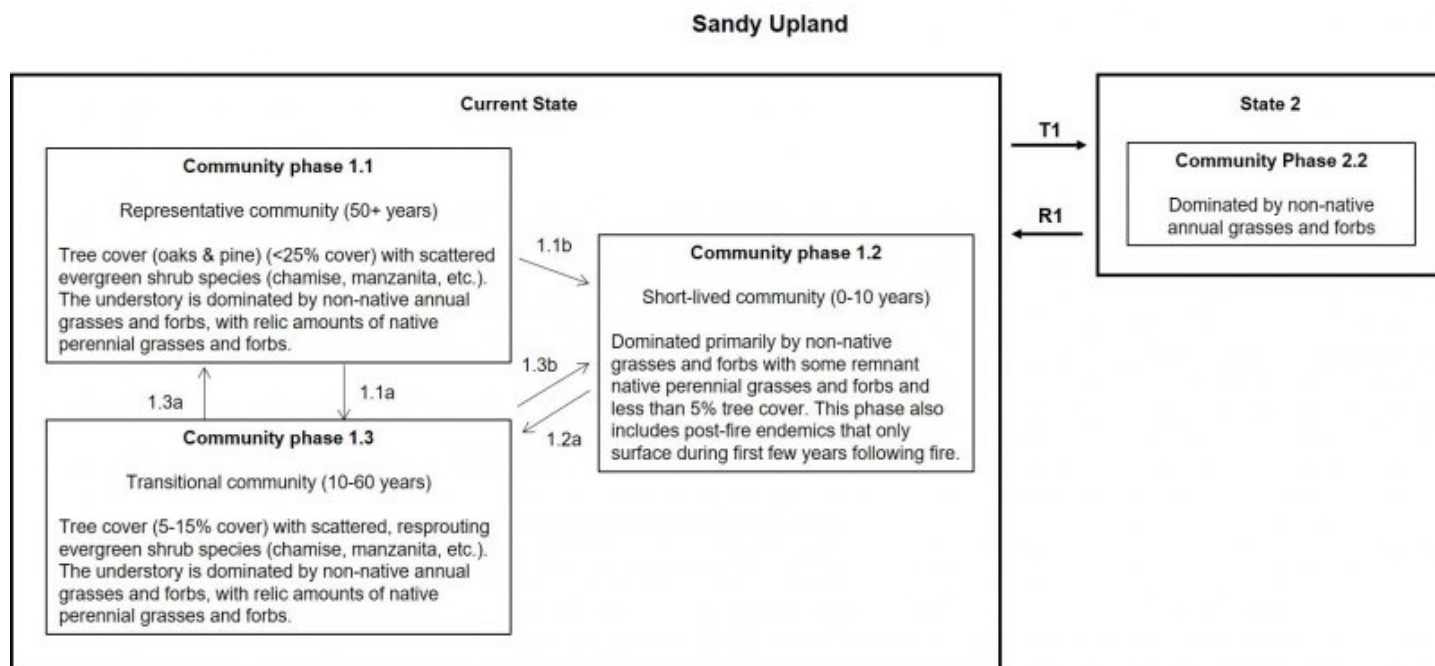 Sandy Upland
Current State
Community phase 1.1
Representative community (50+ years)
Tree cover (oaks & pine) (<25% cover) with scattered
evergreen shrub species (chamise, manzanita, etc.).
The understory is dominated by non-native annual
grasses and forbs, with relic amounts of native
perennial grasses and forbs.
1.1b
1.3a
1.1a
1.3b
1.2a
Community phase 1.2
Short-lived community (0-10 years)
Dominated primarily by non-native
grasses and forbs with some remnant
native perennial grasses and forbs and
less than 5% tree cover. This phase also
includes post-fire endemics that only
surface during first few years following fire.
Community phase 1.3
Transitional community (10-60 years)
Tree cover (5-15% cover) with scattered, resprouting
evergreen shrub species (chamise, manzanita, etc.).
The understory is dominated by non-native annual
grasses and forbs, with relic amounts of native
perennial grasses and forbs.
T1
R1
State 2
Community Phase 2.2
Dominated by non-native
annual grasses and forbs